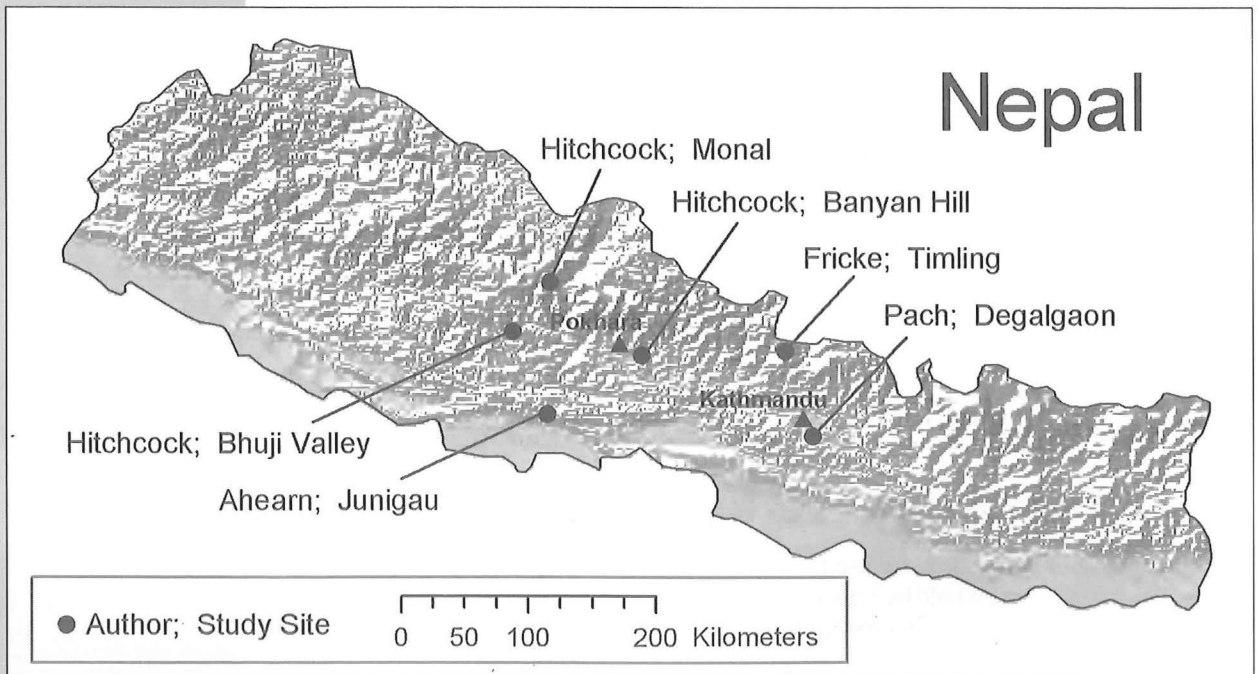 Nepal
Hitchcock; Monal
Hitchcock; Banyan Hill
Fricke; Timling
Pach; Degalgaon
Pokhara
Kathmandu
Hitchcock; Bhuji Valley
Ahearn; Junigau
Author; Study Site
0 50 100 200 Kilometers